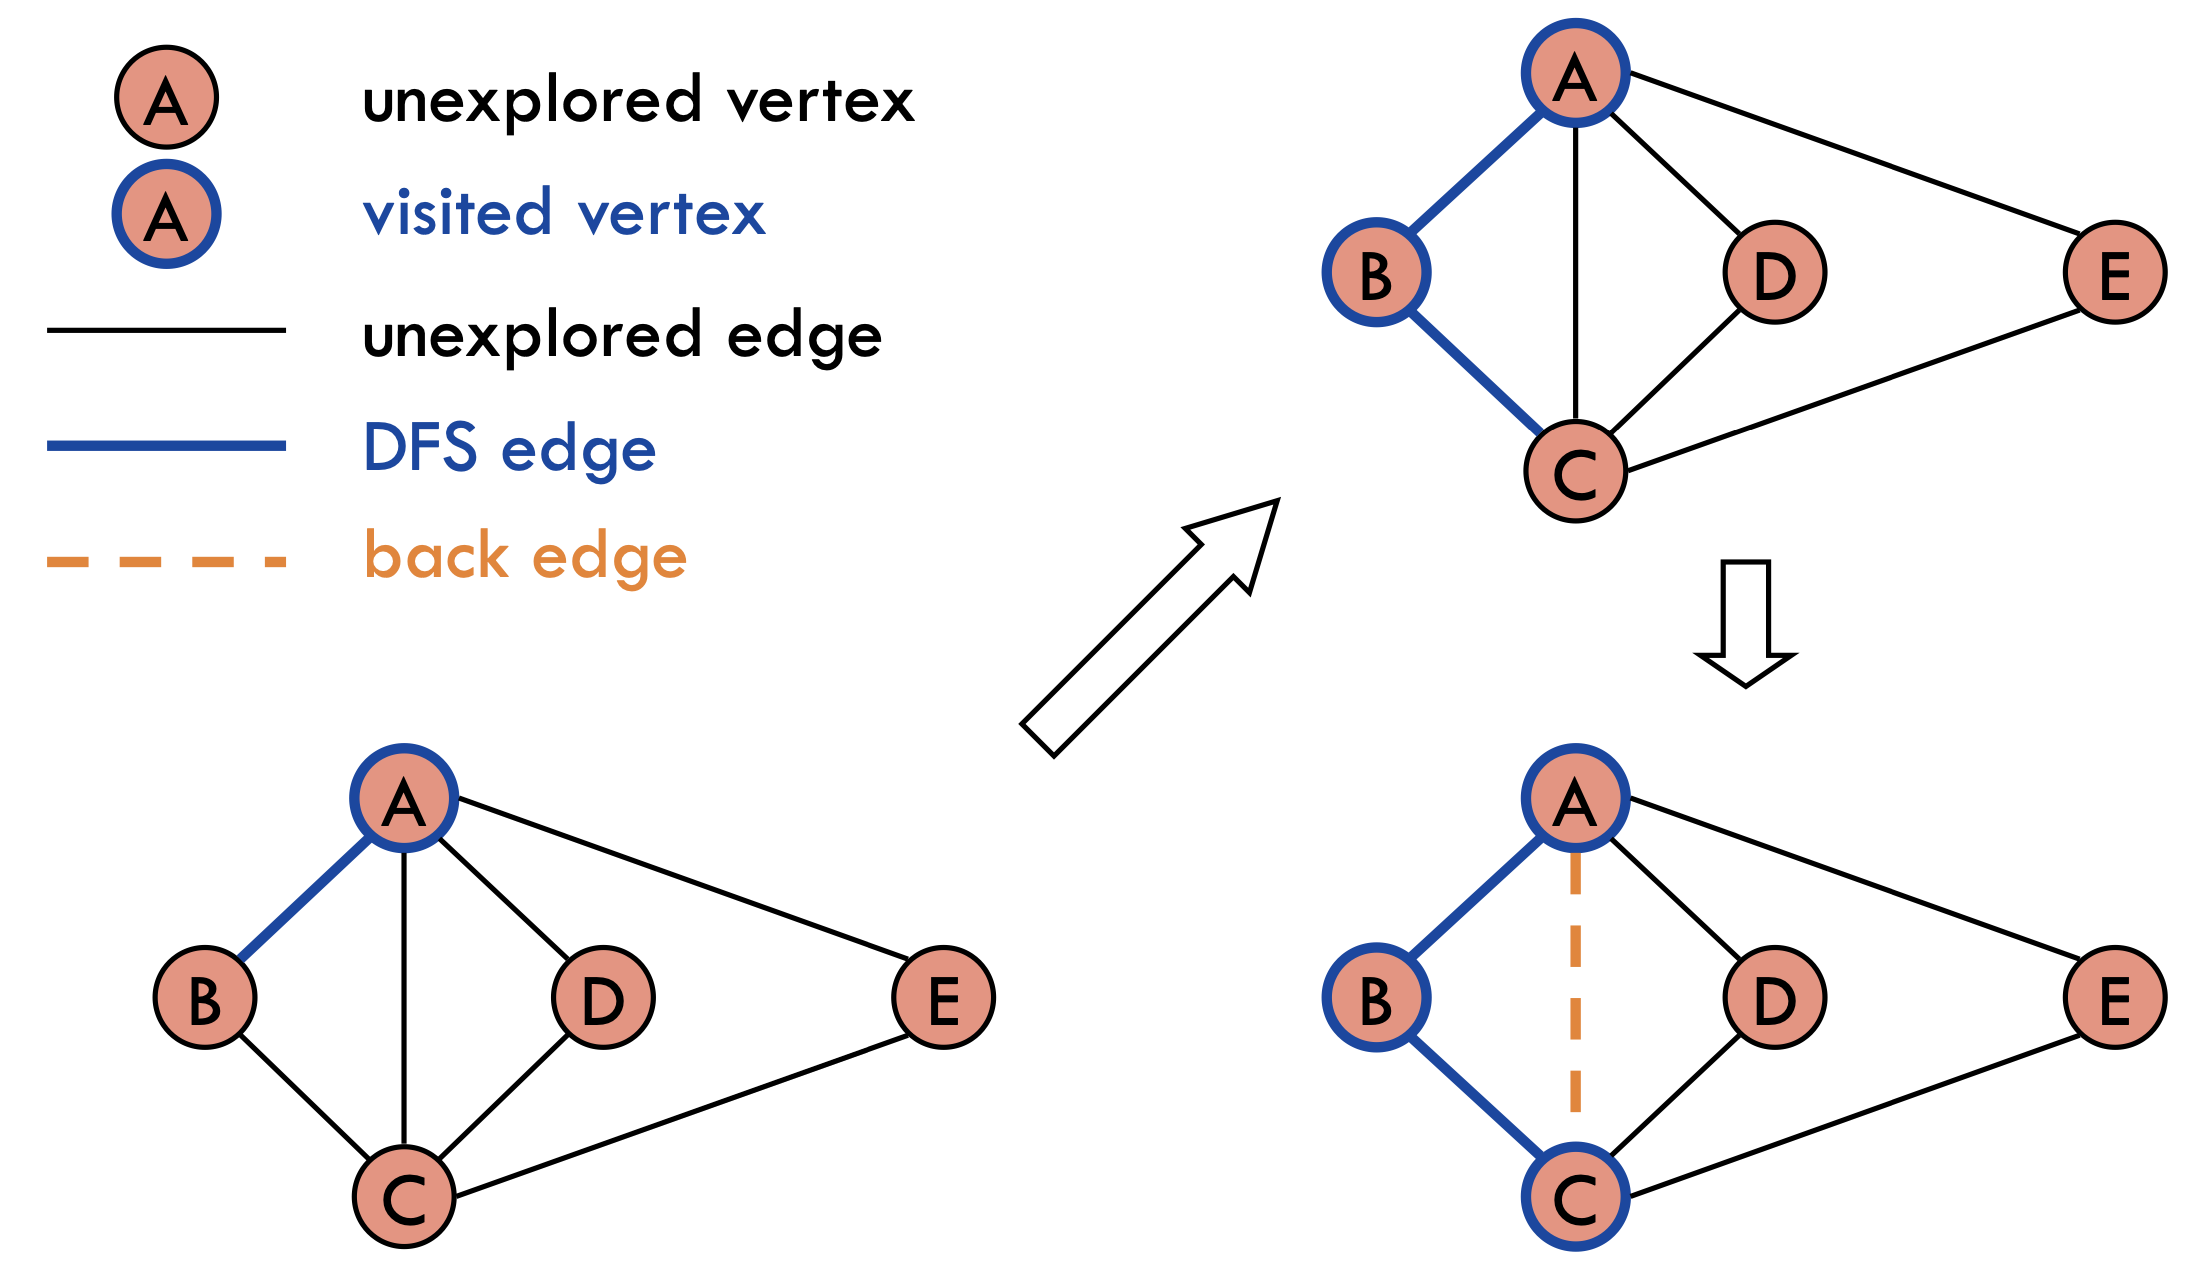 A unexplored vertex
A visited vertex
unexplored edge
DFS edge
back edge
A
B D E
C
A
B D E
C
A
B D E
C